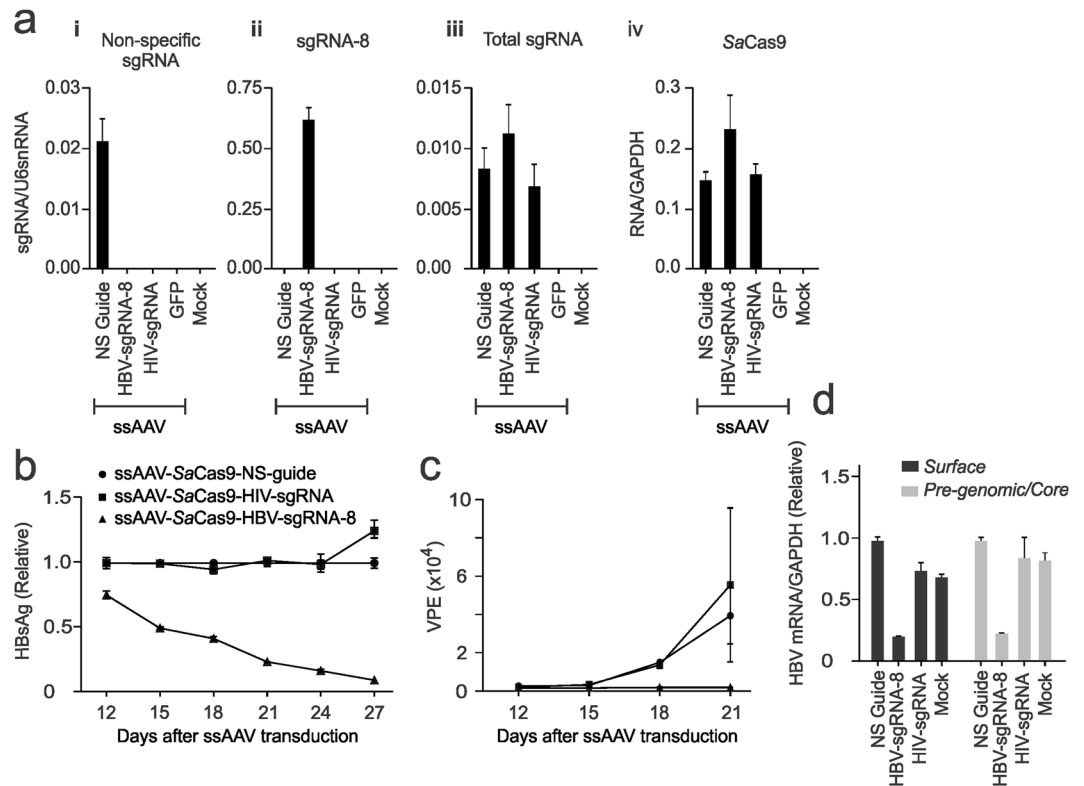 a
i
Non-specific
sgRNA
ii
sgRNA-8
iii
Total sgRNA
iv
SaCas9
sgRNA/U6snRNA
0.03
0.02
0.01
0.00
NS Guide
HBV-sgRNA-8
HIV-sgRNA
GFP
Mock
ssAAV
0.75
0.50
0.25
0.00
NS Guide
HBV-sgRNA-8
HIV-sgRNA
GFP
Mock
ssAAV
0.015
0.010
0.005
0.00
NS Guide
HBV-sgRNA-8
HIV-sgRNA
GFP
Mock
ssAAV
RNA/GAPDH
0.3
0.2
0.1
0.0
NS Guide
HBV-sgRNA-8
HIV-sgRNA
GFP
Mock
ssAAV
b
ssAAV-SaCas9-NS-guide
ssAAV-SaCas9-HIV-sgRNA
ssAAV-SaCas9-HBV-sgRNA-8
HBsAg (Relative)
1.5
1.0
0.5
0
12 15 18 21 24 27
Days after ssAAV transduction
c
VPE (x10⁴)
10
6
2
0
12 15 18 21
Days after ssAAV transduction
d
Surface
Pre-genomic/Core
HBV mRNA/GAPDH (Relative)
1.5
1.0
0.5
0
NS Guide
HBV-sgRNA-8
HIV-sgRNA
Mock
NS Guide
HBV-sgRNA-8
HIV-sgRNA
Mock